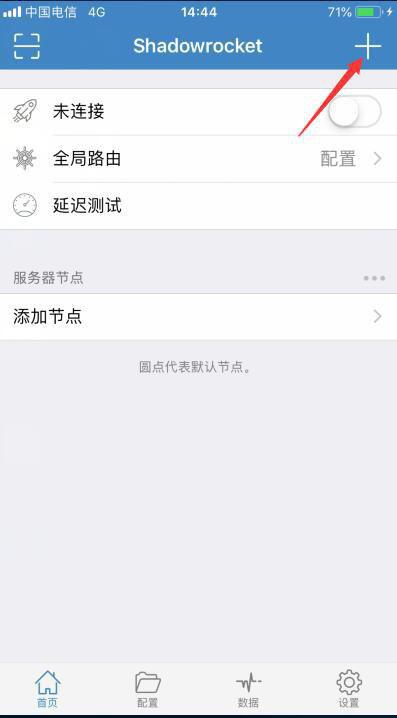 中国电信 4G 14:44 71%
Shadowrocket
未连接
全局路由 配置
延迟测试
服务器节点
添加节点
圆点代表默认节点。
首页 配置 数据 设置